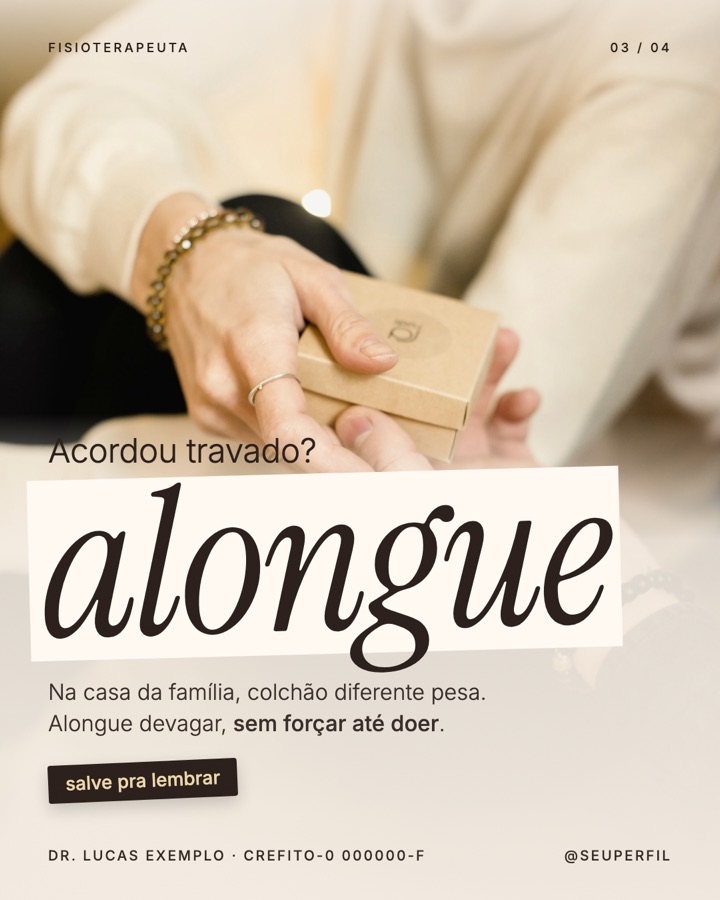 FISIOTERAPEUTA
03 / 04
Acordou travado?
alongue
Na casa da família, colchão diferente pesa.
Alongue devagar, sem forçar até doer.
salve pra lembrar
DR. LUCAS EXEMPLO · CREFITO-0 000000-F
@SEUPERFIL